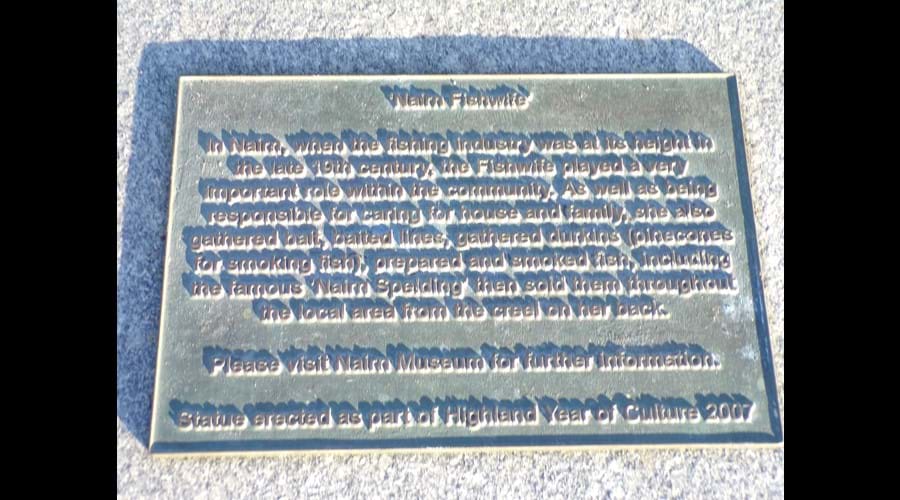 'Nairn Fishwife'
In Nairn, when the fishing industry was at its height in
the late 19th century, the Fishwife played a very
important role within the community. As well as being
responsible for caring for house and family, she also
gathered bait, baited lines, gathered durkins (pinecones
for smoking fish), prepared and smoked fish, including
the famous 'Nairn Spelding' then sold them throughout
the local area from the creel on her back.
Please visit Nairn Museum for further information.
Statue erected as part of Highland Year of Culture 2007